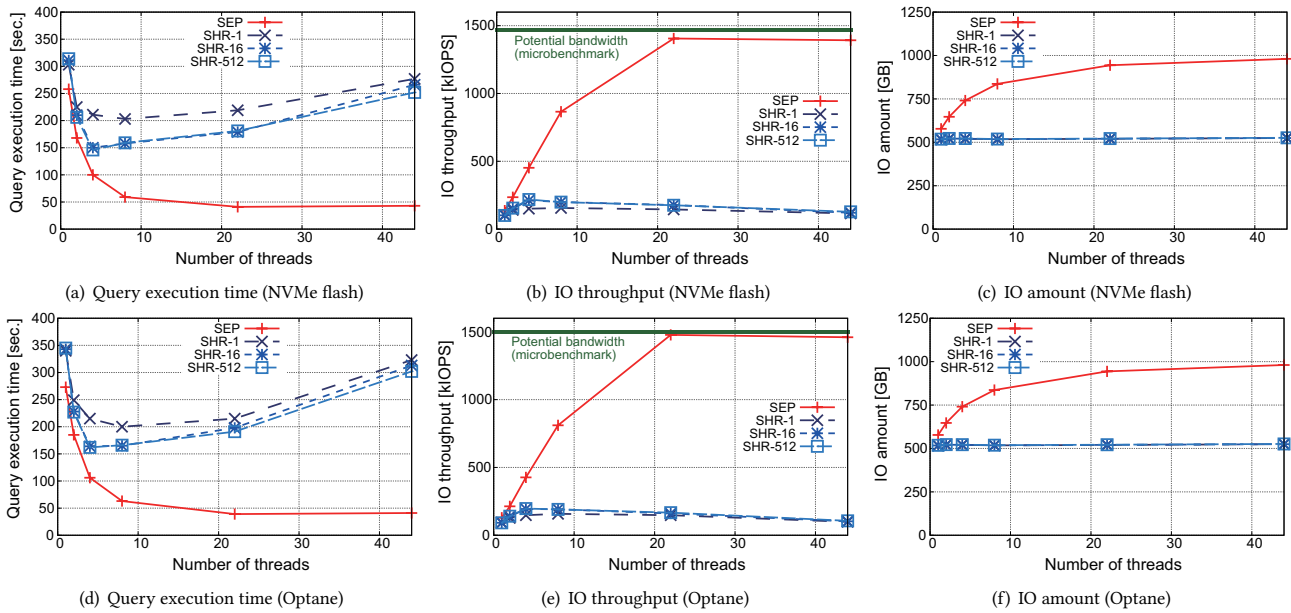 400
350
300
250
200
150
100
50
0
0
10
20
30
40
Query execution time [sec.]
Number of threads
SEP
SHR-1
SHR-16
SHR-512
(a) Query execution time (NVMe flash)
1500
1000
500
0
0
10
20
30
40
IO throughput [kIOPS]
Number of threads
Potential bandwidth
(microbenchmark)
SEP
SHR-1
SHR-16
SHR-512
(b) IO throughput (NVMe flash)
1250
1000
750
500
250
0
0
10
20
30
40
IO amount [GB]
Number of threads
SEP
SHR-1
SHR-16
SHR-512
(c) IO amount (NVMe flash)
400
350
300
250
200
150
100
50
0
0
10
20
30
40
Query execution time [sec.]
Number of threads
SEP
SHR-1
SHR-16
SHR-512
(d) Query execution time (Optane)
1500
1000
500
0
0
10
20
30
40
IO throughput [kIOPS]
Number of threads
Potential bandwidth
(microbenchmark)
SEP
SHR-1
SHR-16
SHR-512
(e) IO throughput (Optane)
1250
1000
750
500
250
0
0
10
20
30
40
IO amount [GB]
Number of threads
SEP
SHR-1
SHR-16
SHR-512
(f) IO amount (Optane)